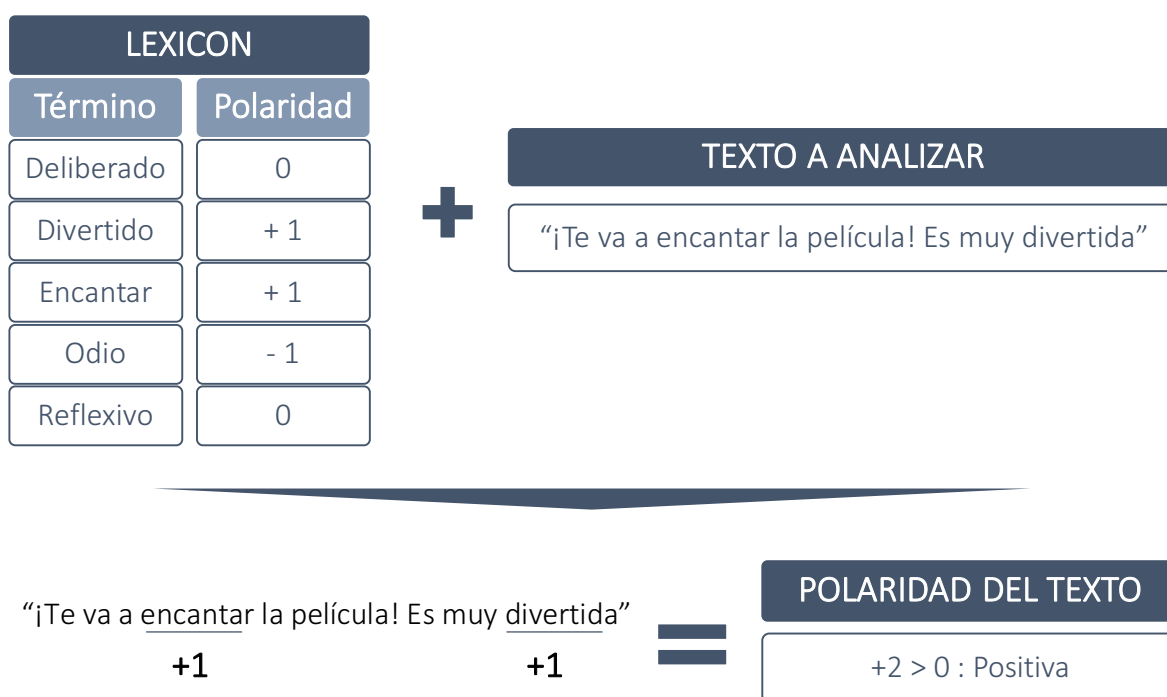 LEXICON
Término Polaridad
Deliberado 0
Divertido + 1
Encantar + 1
Odio - 1
Reflexivo 0
+
TEXTO A ANALIZAR
“¡Te va a encantar la película! Es muy divertida”
“¡Te va a encantar la película! Es muy divertida”
+1 +1
=
POLARIDAD DEL TEXTO
+2 > 0 : Positiva